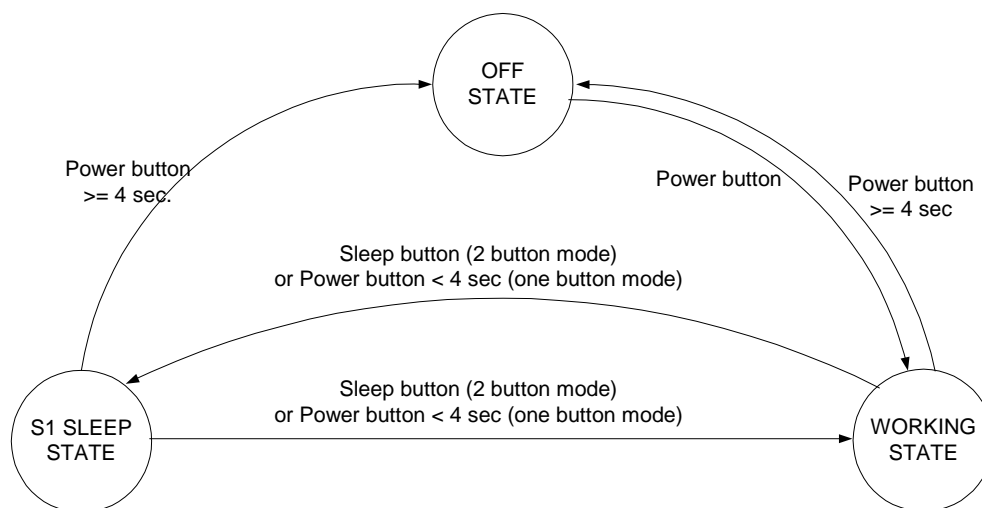 OFF
STATE
Power button
>= 4 sec.
Power button
Power button
>= 4 sec
Sleep button (2 button mode)
or Power button < 4 sec (one button mode)
Sleep button (2 button mode)
or Power button < 4 sec (one button mode)
S1 SLEEP
STATE
WORKING
STATE